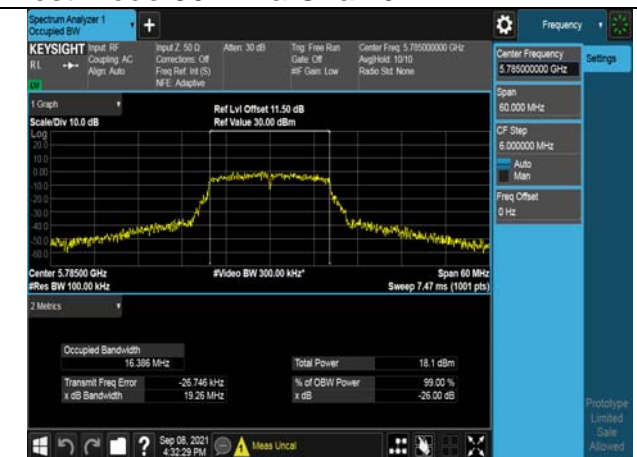 Spectrum Analyzer 1
Occupied BW
Frequency
KEYSIGHT
RL
Input: RF
Coupling: AC
Align: Auto
Input Z: 50 Ω
Corrections: Off
Freq Ref: Int (S)
NFE: Adaptive
Atten: 30 dB
Trig: Free Run
Gate: Off
#IF Gain: Low
Center Freq: 5.785000000 GHz
Avg|Hold: 10/10
Radio Std: None
Center Frequency
5.785000000 GHz
Settings
Span
60.000 MHz
CF Step
6.000000 MHz
Auto
Man
Freq Offset
0 Hz
1 Graph
Scale/Div 10.0 dB
Ref Lvl Offset 11.50 dB
Ref Value 30.00 dBm
Log
20.0
10.0
0.00
-10.0
-20.0
-30.0
-40.0
-50.0
-60.0
Center 5.78500 GHz
#Video BW 300.00 kHz*
Span 60 MHz
#Res BW 100.00 kHz
Sweep 7.47 ms (1001 pts)
2 Metrics
Occupied Bandwidth
16.386 MHz
Total Power 18.1 dBm
Transmit Freq Error -26.746 kHz
% of OBW Power 99.00 %
x dB Bandwidth 19.26 MHz
x dB -26.00 dB
Sep 08, 2021
4:32:29 PM
Meas Uncal
Prototype
Limited
Sale
Allowed